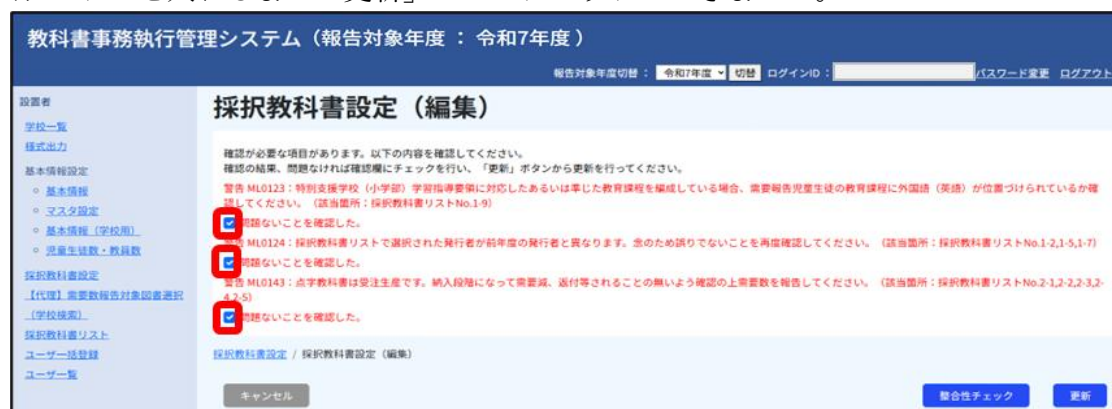 教科書事務執行管理システム（報告対象年度 ： 令和7年度 ）
報告対象年度切替 ： 令和7年度 切替 ログインID ： パスワード変更 ログアウト
設置者
学校一覧
様式出力
基本情報設定
基本情報
マスタ設定
基本情報（学校用）
児童生徒数・教員数
採択教科書設定
【代理】需要数報告対象図書選択
（学校検索）
採択教科書リスト
ユーザ一括登録
ユーザ一覧
採択教科書設定（編集）
確認が必要な項目があります。以下の内容を確認してください。
確認の結果、問題なければ確認欄にチェックを行い、「更新」ボタンから更新を行ってください。
警告 ML0123：特別支援学校（小学部）学習指導要領に対応したあるいは準じた教育課程を編成している場合、需要報告児童生徒の教育課程に外国語（英語）が位置づけられているか確
認してください。（該当箇所：採択教科書リストNo.1-9）
問題ないことを確認した。
警告 ML0124：採択教科書リストで選択された発行者が前年度の発行者と異なります。念のため誤りでないことを再度確認してください。（該当箇所：採択教科書リストNo.1-2,1-5,1-7）
問題ないことを確認した。
警告 ML0143：点字教科書は受注生産です。納入段階になって需要減、返付等されることの無いよう確認の上需要数を報告してください。（該当箇所：採択教科書リストNo.2-1,2-2,2-3,2-
4,2-5）
問題ないことを確認した。
採択教科書設定 / 採択教科書設定（編集）
キャンセル 整合性チェック 更新